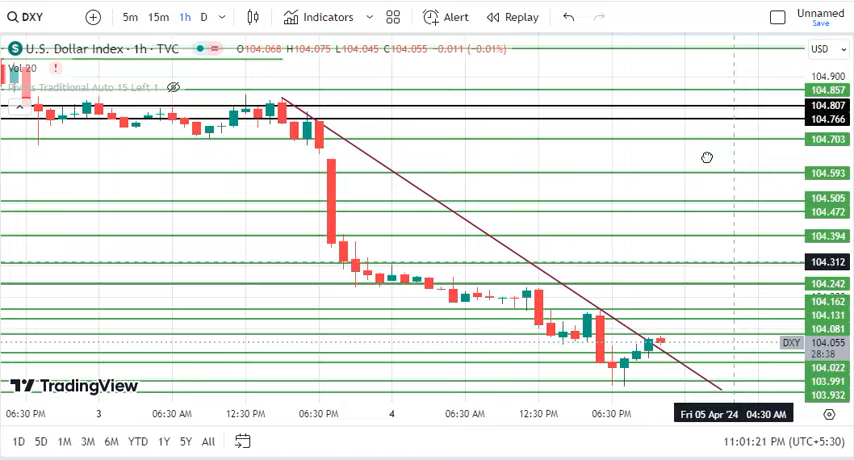 DXY 5m 15m 1h D Indicators Alert Replay Unnamed
Save
U.S. Dollar Index · 1h · TVC O104.068 H104.075 L104.045 C104.055 −0.011 (−0.01%) USD
Vol 20
Pivots Traditional Auto 15 Left 1
104.900
104.857
104.807
104.766
104.703
104.593
104.505
104.472
104.394
104.312
104.242
104.162
104.131
104.081
DXY 104.055
28:38
104.022
103.991
103.932
TradingView
06:30 PM 3 06:30 AM 12:30 PM 06:30 PM 4 06:30 AM 12:30 PM 06:30 PM Fri 05 Apr '24 04:30 AM
1D 5D 1M 3M 6M YTD 1Y 5Y All 11:01:21 PM (UTC+5:30)